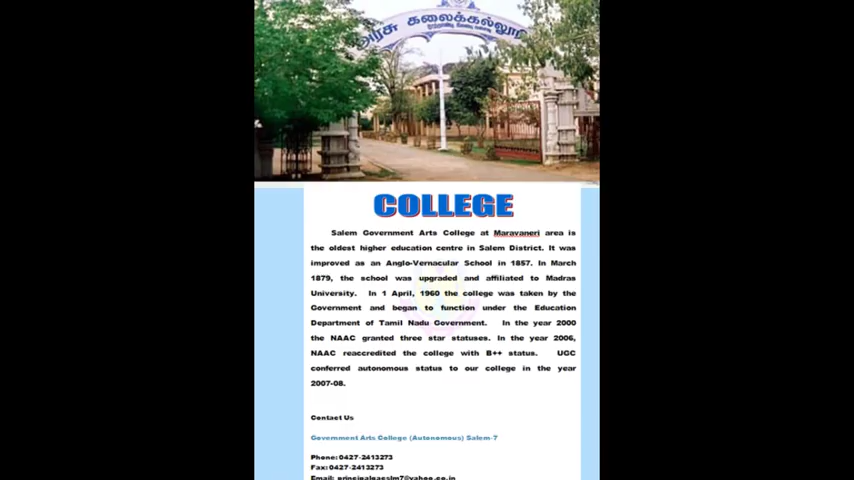 அரசு கலைக்கல்லூரி
COLLEGE
Salem Government Arts College at Maravaneri area is
the oldest higher education centre in Salem District. It was
improved as an Anglo-Vernacular School in 1857. In March
1879, the school was upgraded and affiliated to Madras
University. In 1 April, 1960 the college was taken by the
Government and began to function under the Education
Department of Tamil Nadu Government. In the year 2000
the NAAC granted three star statuses. In the year 2006,
NAAC reaccredited the college with B++ status. UGC
conferred autonomous status to our college in the year
2007-08.
Contact Us
Government Arts College (Autonomous) Salem-7
Phone: 0427-2413273
Fax: 0427-2413273
Email: principalgacslm7@yahoo.co.in